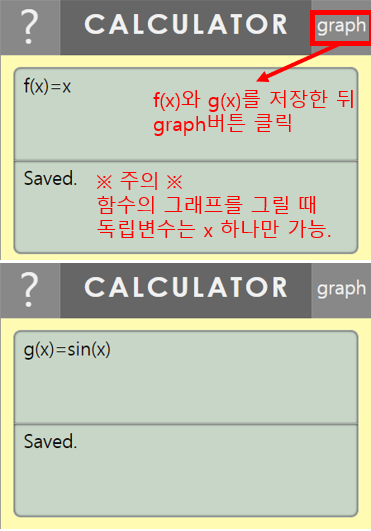 ? CALCULATOR graph
f(x)=x
f(x)와 g(x)를 저장한 뒤
graph버튼 클릭
Saved.
※ 주의 ※
함수의 그래프를 그릴 때
독립변수는 x 하나만 가능.
? CALCULATOR graph
g(x)=sin(x)
Saved.